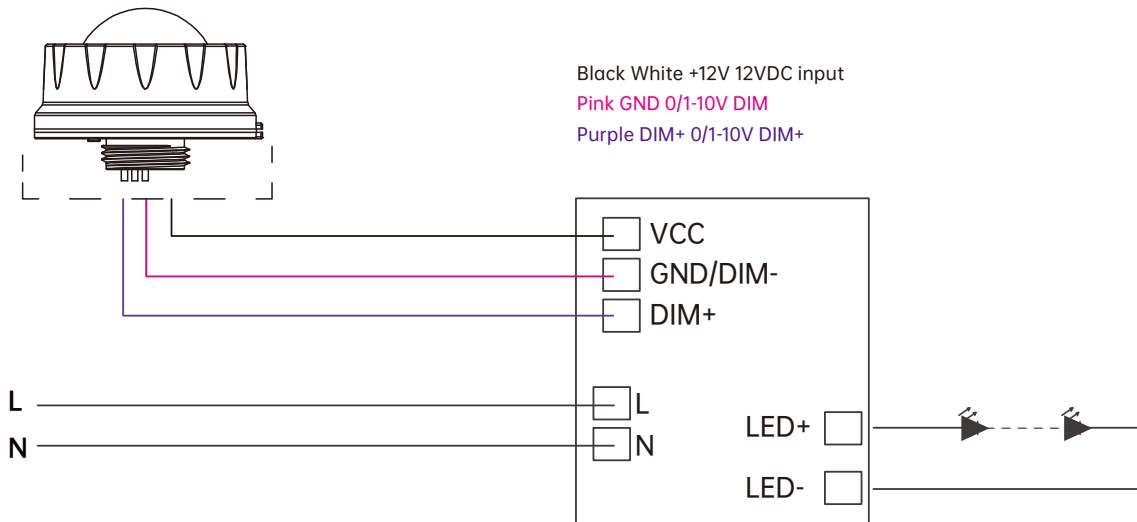 Black White +12V 12VDC input
Pink GND 0/1-10V DIM
Purple DIM+ 0/1-10V DIM+
VCC
GND/DIM-
DIM+
L
L
N
N
LED+
LED-